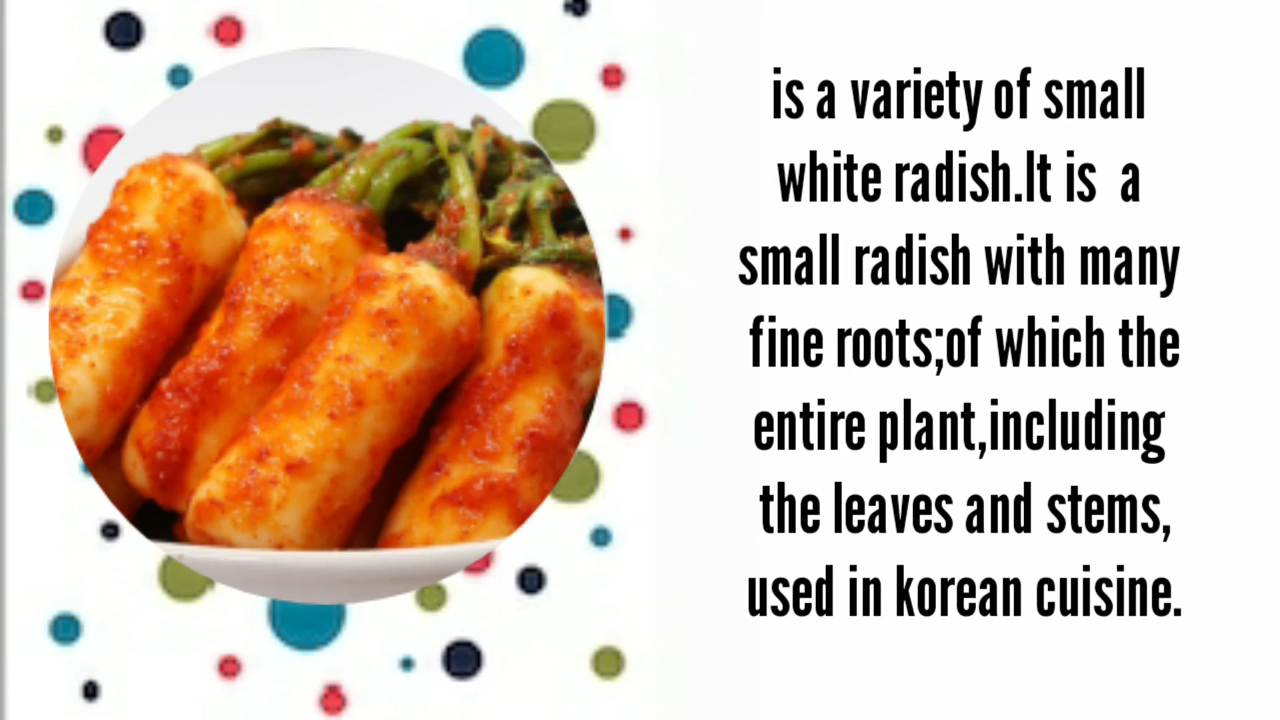 is a variety of small
white radish.It is a
small radish with many
fine roots;of which the
entire plant,including
the leaves and stems,
used in korean cuisine.